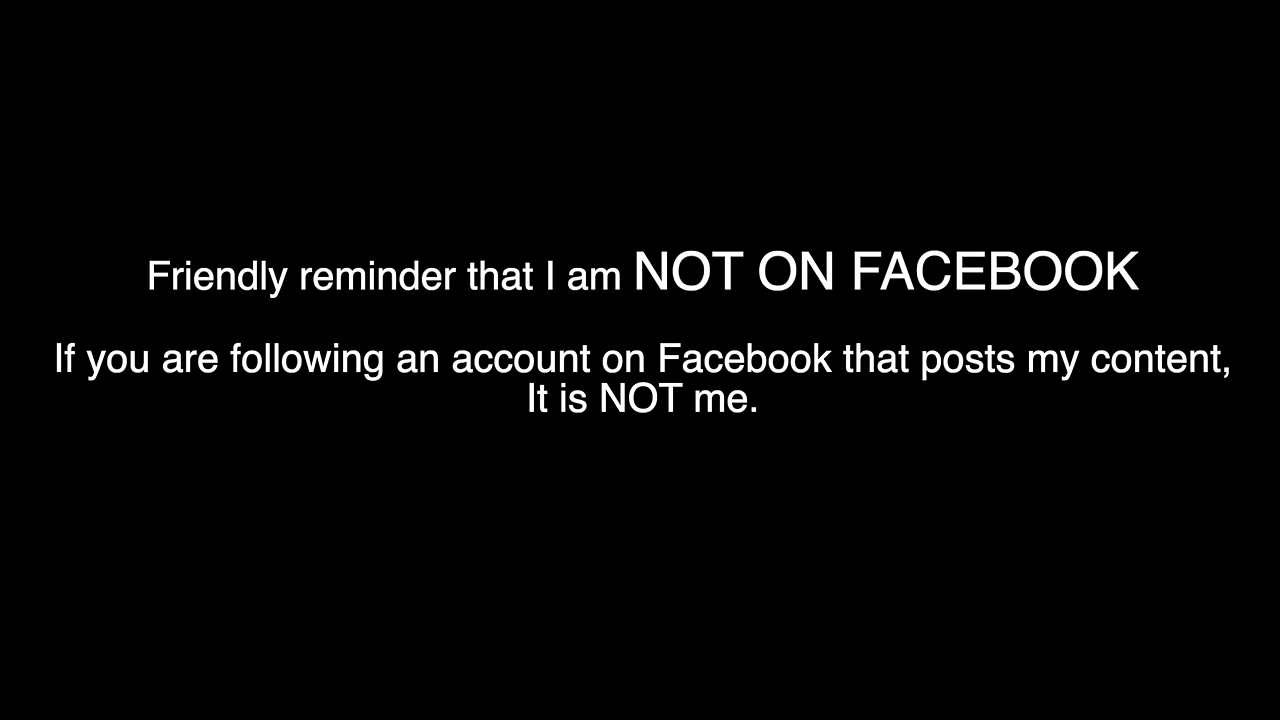 Friendly reminder that I am NOT ON FACEBOOK
If you are following an account on Facebook that posts my content,
It is NOT me.